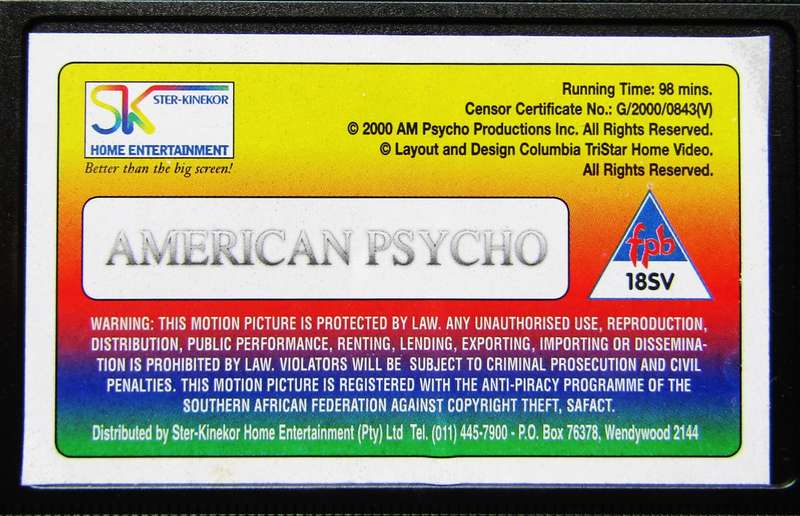 SK STER-KINEKOR
HOME ENTERTAINMENT
Better than the big screen!
Running Time: 98 mins.
Censor Certificate No.: G/2000/0843(V)
© 2000 AM Psycho Productions Inc. All Rights Reserved.
© Layout and Design Columbia TriStar Home Video.
All Rights Reserved.
AMERICAN PSYCHO
fpb
18SV
WARNING: THIS MOTION PICTURE IS PROTECTED BY LAW. ANY UNAUTHORISED USE, REPRODUCTION,
DISTRIBUTION, PUBLIC PERFORMANCE, RENTING, LENDING, EXPORTING, IMPORTING OR DISSEMINA-
TION IS PROHIBITED BY LAW. VIOLATORS WILL BE SUBJECT TO CRIMINAL PROSECUTION AND CIVIL
PENALTIES. THIS MOTION PICTURE IS REGISTERED WITH THE ANTI-PIRACY PROGRAMME OF THE
SOUTHERN AFRICAN FEDERATION AGAINST COPYRIGHT THEFT, SAFACT.
Distributed by Ster-Kinekor Home Entertainment (Pty) Ltd Tel. (011) 445-7900 - P.O. Box 76378, Wendywood 2144